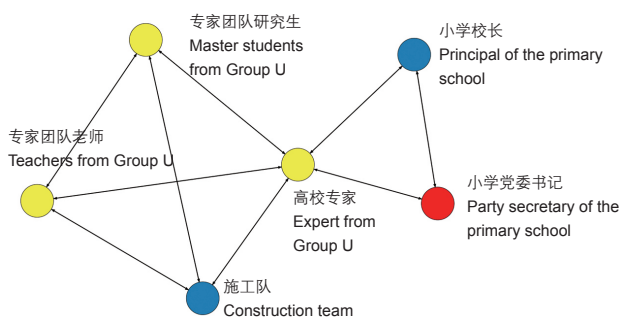 专家团队研究生
Master students
from Group U
小学校长
Principal of the primary
school
专家团队老师
Teachers from Group U
高校专家
Expert from
Group U
小学党委书记
Party secretary of the
primary school
施工队
Construction team